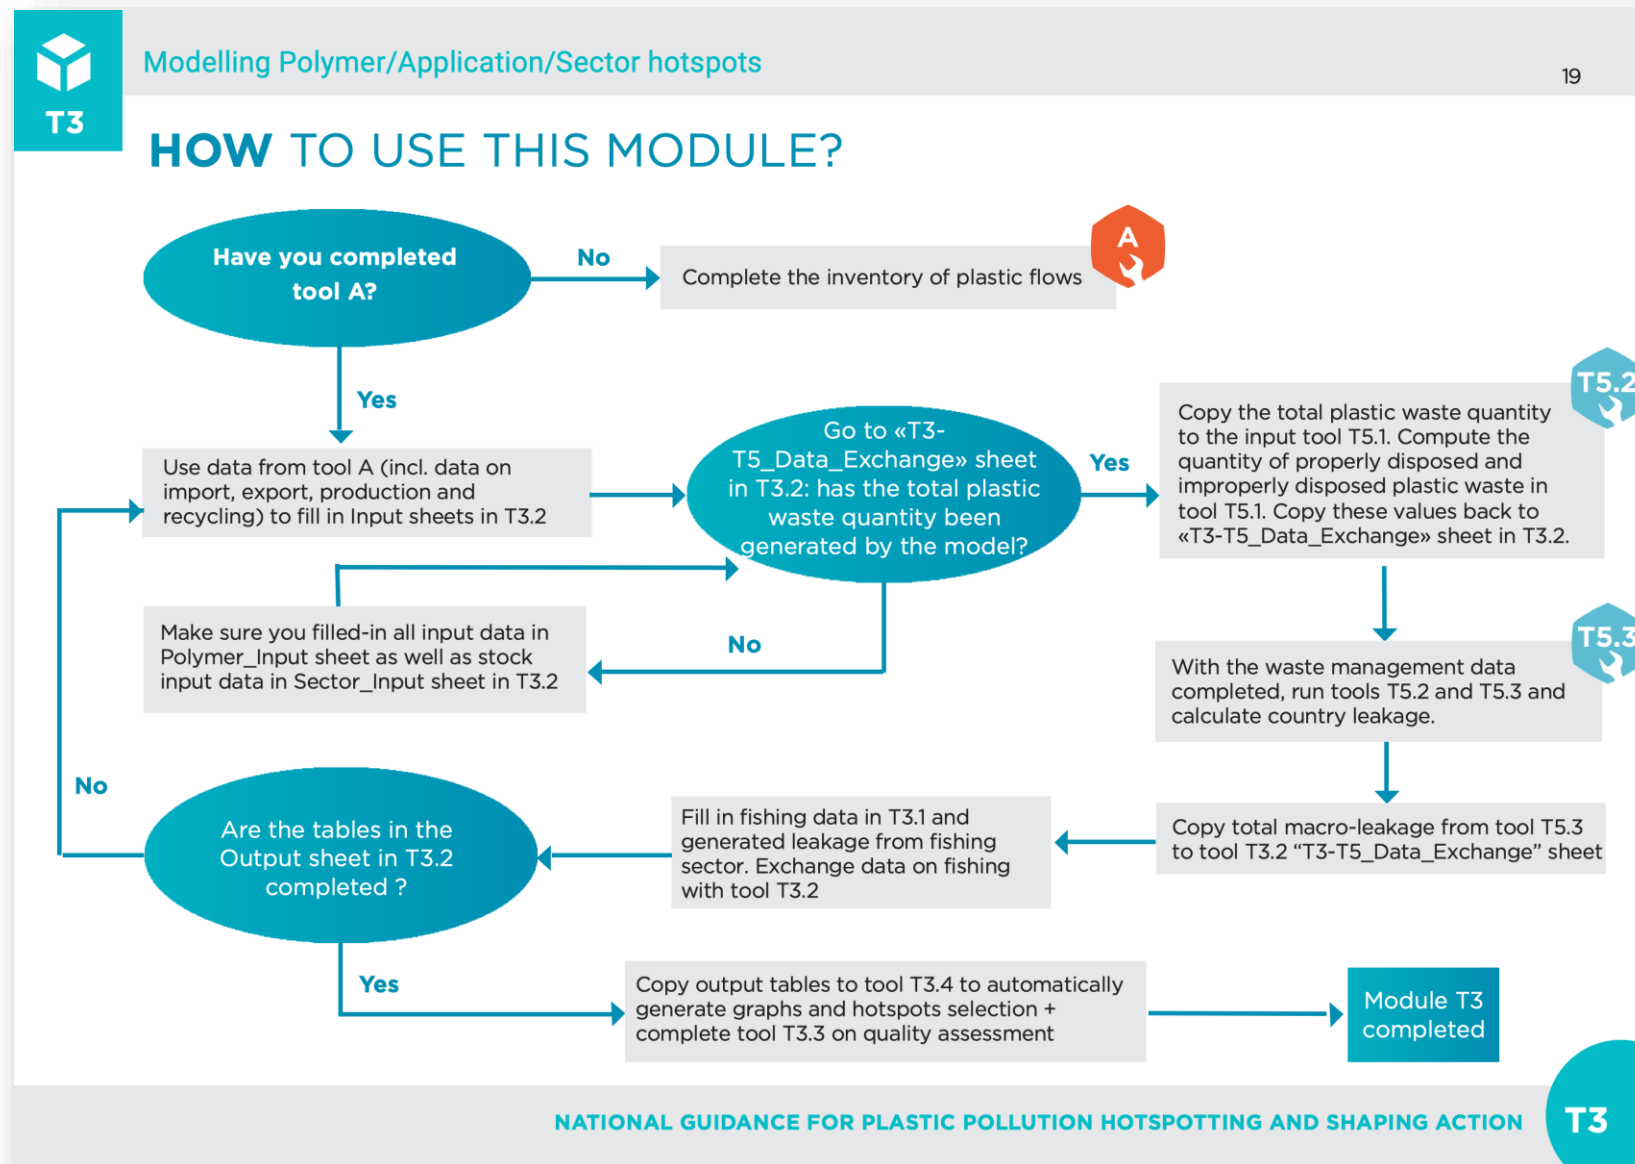 T3
Modelling Polymer/Application/Sector hotspots
19
HOW TO USE THIS MODULE?
Have you completed
tool A?
No
Complete the inventory of plastic flows
A
Yes
Use data from tool A (incl. data on
import, export, production and
recycling) to fill in Input sheets in T3.2
Go to «T3-
T5_Data_Exchange» sheet
in T3.2: has the total plastic
waste quantity been
generated by the model?
Yes
T5.2
Copy the total plastic waste quantity
to the input tool T5.1. Compute the
quantity of properly disposed and
improperly disposed plastic waste in
tool T5.1. Copy these values back to
«T3-T5_Data_Exchange» sheet in T3.2.
No
Make sure you filled-in all input data in
Polymer_Input sheet as well as stock
input data in Sector_Input sheet in T3.2
T5.3
With the waste management data
completed, run tools T5.2 and T5.3 and
calculate country leakage.
Copy total macro-leakage from tool T5.3
to tool T3.2 “T3-T5_Data_Exchange” sheet
Fill in fishing data in T3.1 and
generated leakage from fishing
sector. Exchange data on fishing
with tool T3.2
Are the tables in the
Output sheet in T3.2
completed ?
No
Yes
Copy output tables to tool T3.4 to automatically
generate graphs and hotspots selection +
complete tool T3.3 on quality assessment
Module T3
completed
NATIONAL GUIDANCE FOR PLASTIC POLLUTION HOTSPOTTING AND SHAPING ACTION
T3